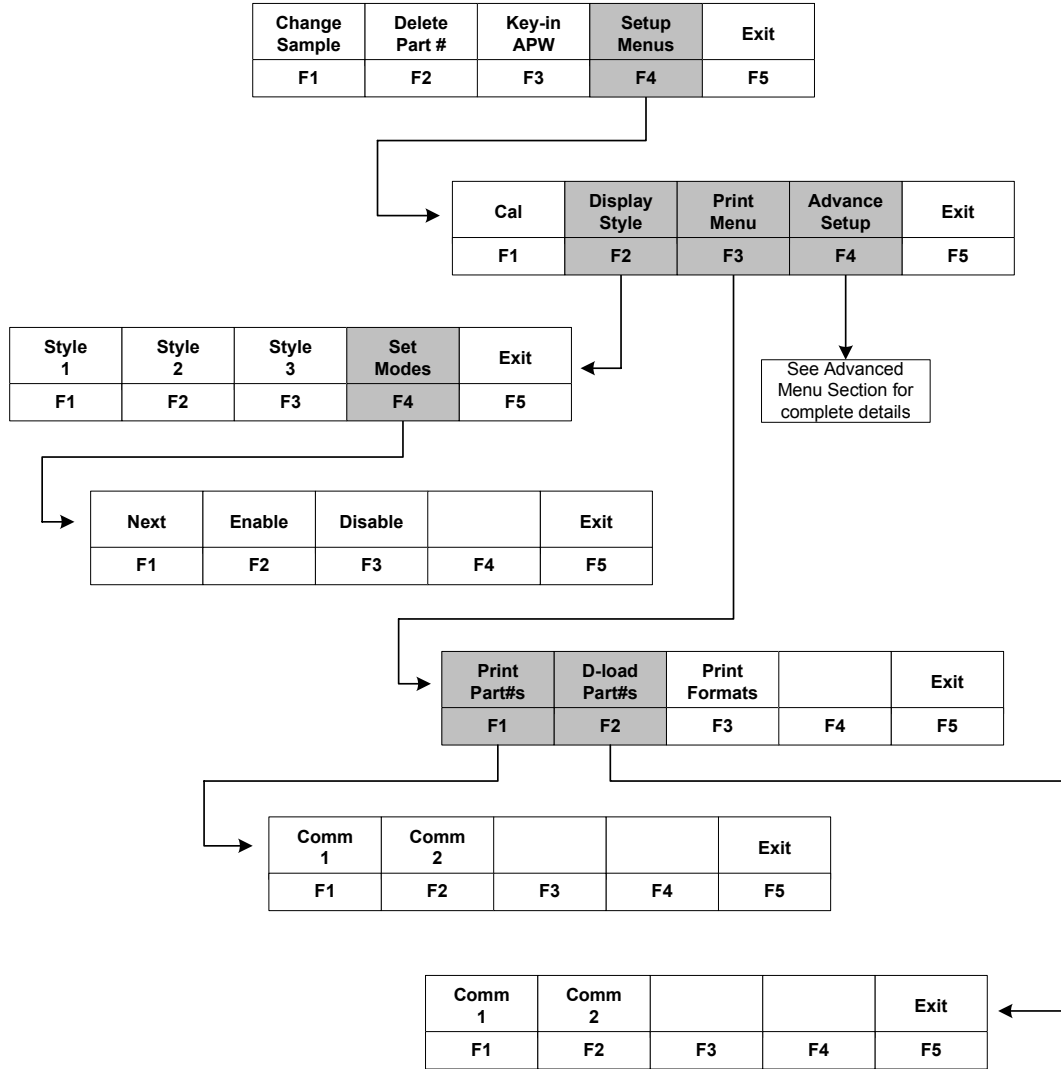 Change Sample Delete Part # Key-in APW Setup Menus Exit
F1 F2 F3 F4 F5
Cal Display Style Print Menu Advance Setup Exit
F1 F2 F3 F4 F5
Style 1 Style 2 Style 3 Set Modes Exit
F1 F2 F3 F4 F5
See Advanced
Menu Section for
complete details
Next Enable Disable Exit
F1 F2 F3 F4 F5
Print Part#s D-load Part#s Print Formats Exit
F1 F2 F3 F4 F5
Comm 1 Comm 2 Exit
F1 F2 F3 F4 F5
Comm 1 Comm 2 Exit
F1 F2 F3 F4 F5